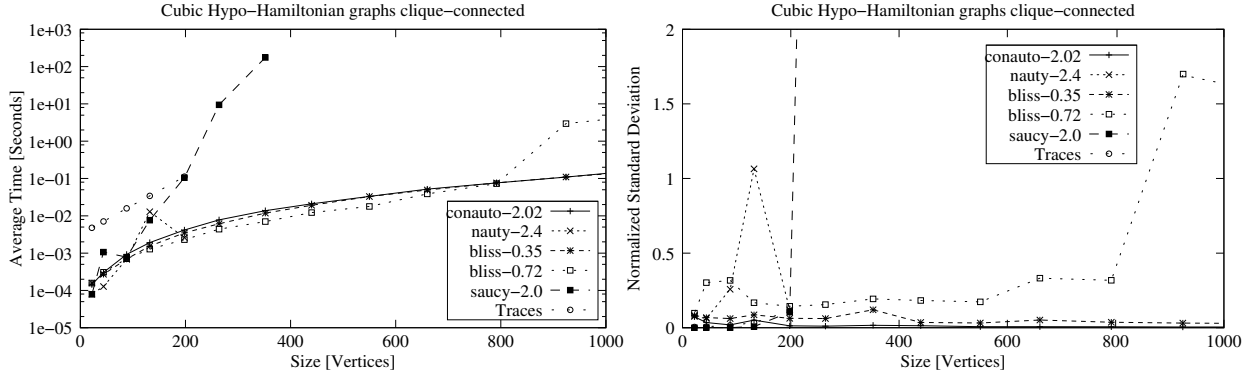 Cubic Hypo−Hamiltonian graphs clique−connected
Average Time [Seconds]
1e+03
1e+02
1e+01
1e+00
1e−01
1e−02
1e−03
1e−04
1e−05
0
200
400
600
800
1000
Size [Vertices]
conauto−2.02
nauty−2.4
bliss−0.35
bliss−0.72
saucy−2.0
Traces
Cubic Hypo−Hamiltonian graphs clique−connected
Normalized Standard Deviation
2
1.5
1
0.5
0
0
200
400
600
800
1000
Size [Vertices]
conauto−2.02
nauty−2.4
bliss−0.35
bliss−0.72
saucy−2.0
Traces